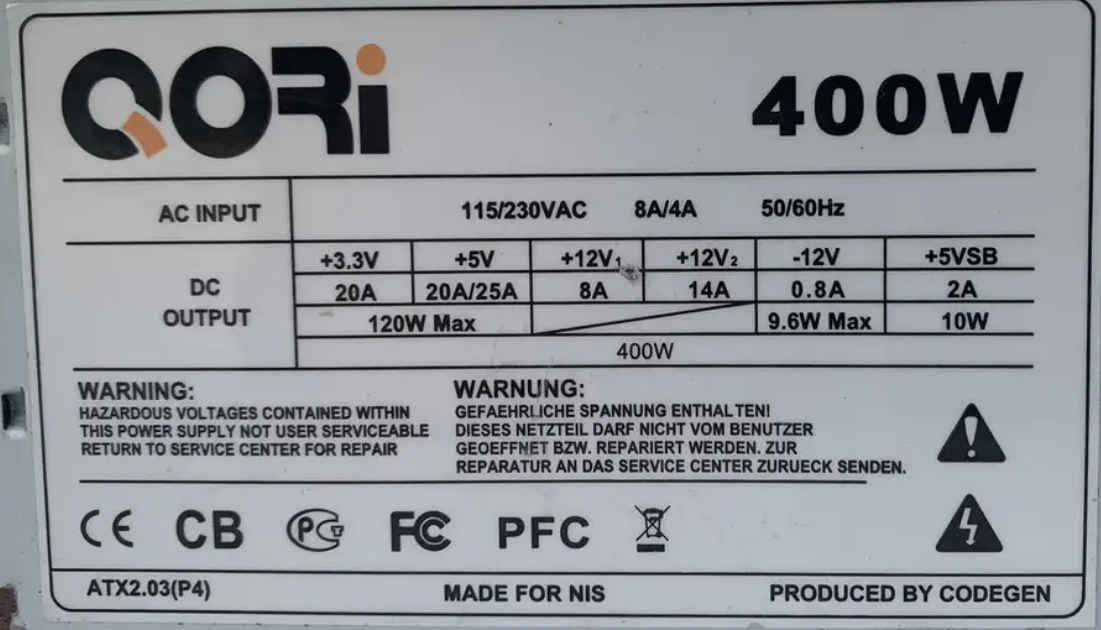 QORi
400W
AC INPUT 115/230VAC 8A/4A 50/60Hz
DC OUTPUT
+3.3V +5V +12V₁ +12V₂ -12V +5VSB
20A 20A/25A 8A 14A 0.8A 2A
120W Max 9.6W Max 10W
400W
WARNING:
HAZARDOUS VOLTAGES CONTAINED WITHIN
THIS POWER SUPPLY NOT USER SERVICEABLE
RETURN TO SERVICE CENTER FOR REPAIR
WARNUNG:
GEFAEHRLICHE SPANNUNG ENTHALTEN!
DIESES NETZTEIL DARF NICHT VOM BENUTZER
GEOEFFNET BZW. REPARIERT WERDEN. ZUR
REPARATUR AN DAS SERVICE CENTER ZURUECK SENDEN.
CE CB PCT FC PFC
ATX2.03(P4) MADE FOR NIS PRODUCED BY CODEGEN